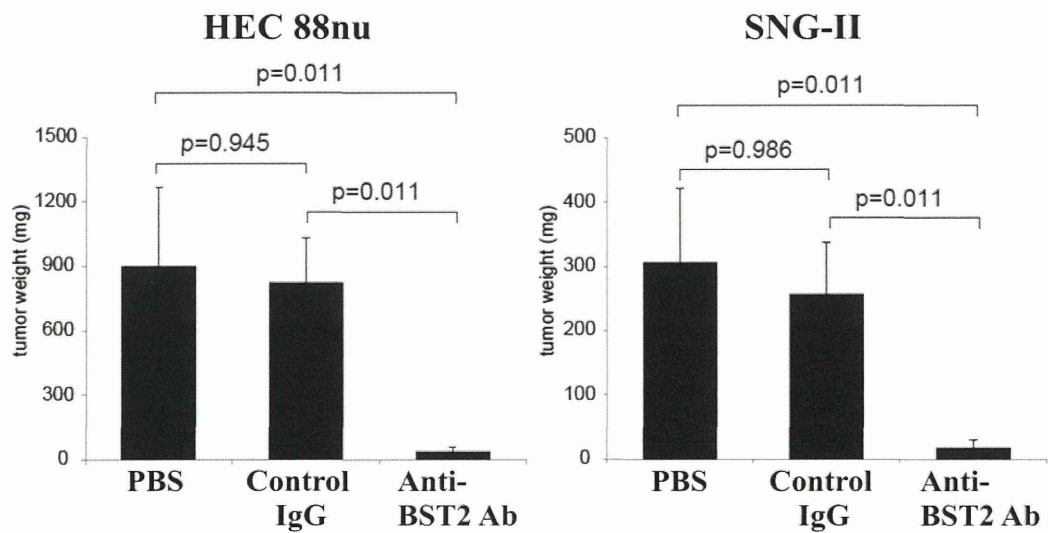 HEC 88nu
p=0.011
p=0.945
p=0.011
tumor weight (mg)
1500
1200
900
600
300
0
PBS
Control
IgG
Anti-
BST2 Ab
SNG-II
p=0.011
p=0.986
p=0.011
tumor weight (mg)
500
400
300
200
100
0
PBS
Control
IgG
Anti-
BST2 Ab